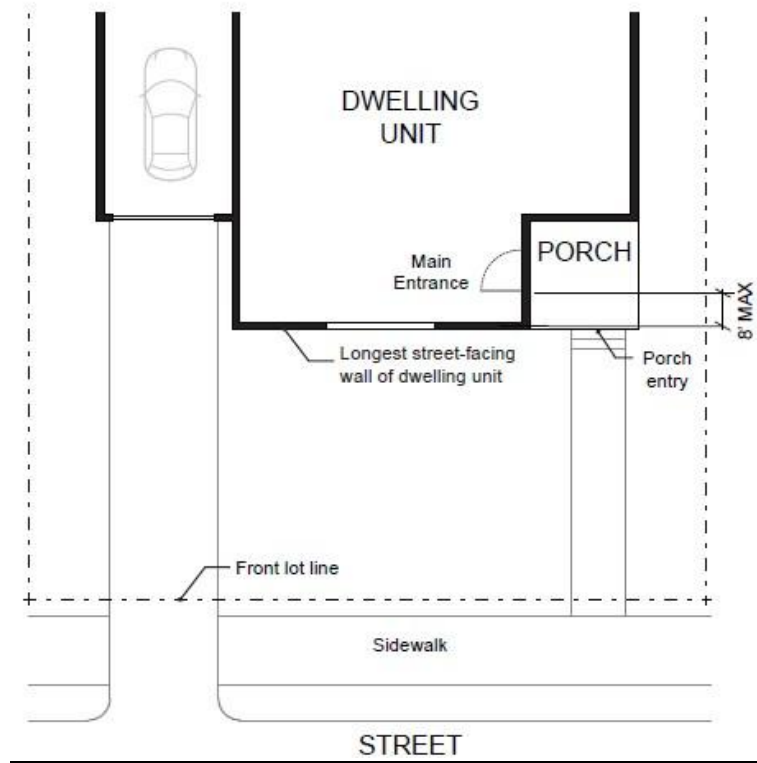 DWELLING
UNIT
PORCH
Main
Entrance
8' MAX
Longest street-facing
wall of dwelling unit
Porch
entry
Front lot line
Sidewalk
STREET